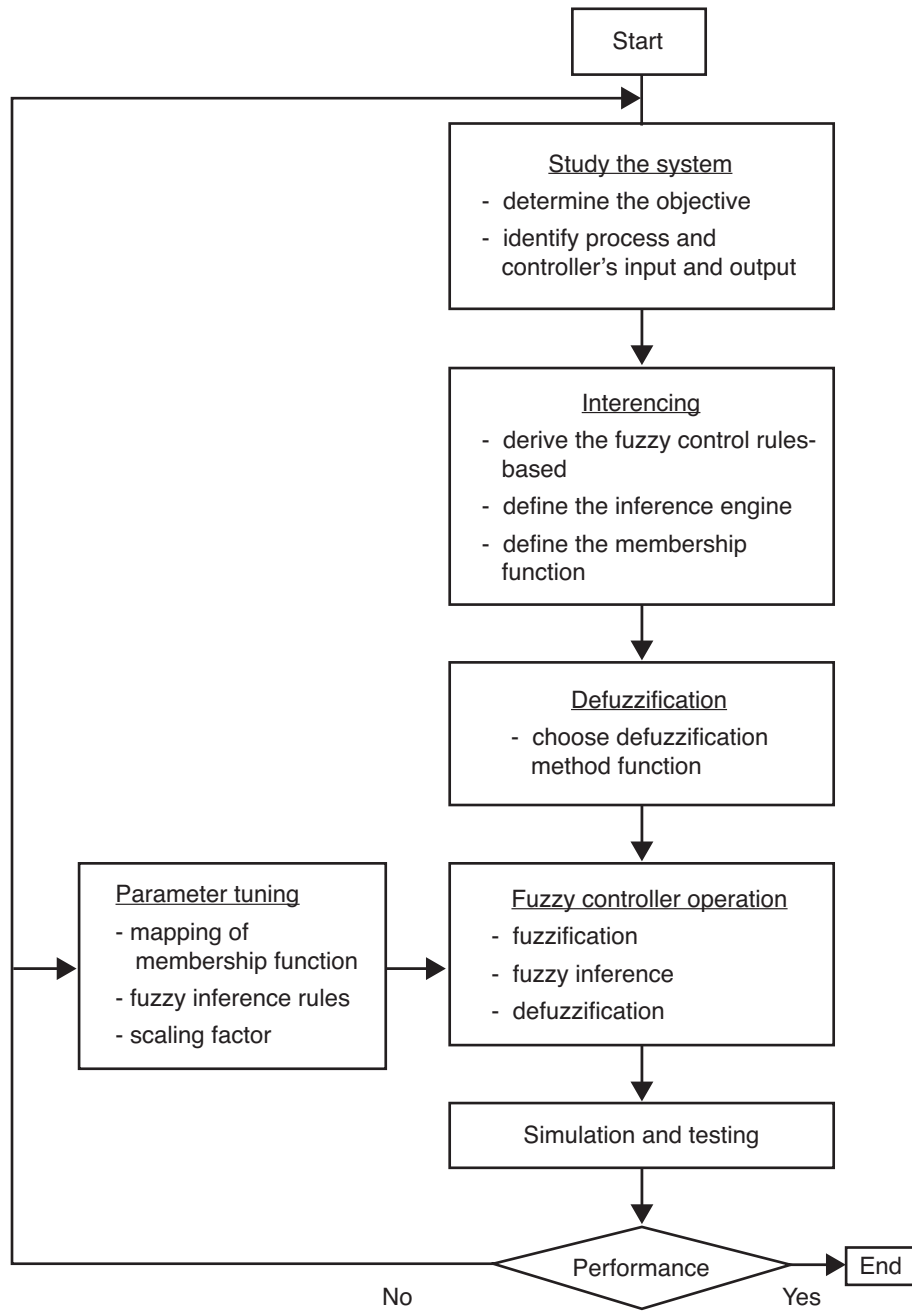 Start
Study the system
- determine the objective
- identify process and
controller's input and output
Interencing
- derive the fuzzy control rules-
based
- define the inference engine
- define the membership
function
Defuzzification
- choose defuzzification
method function
Parameter tuning
- mapping of
membership function
- fuzzy inference rules
- scaling factor
Fuzzy controller operation
- fuzzification
- fuzzy inference
- defuzzification
Simulation and testing
Performance
End
No
Yes